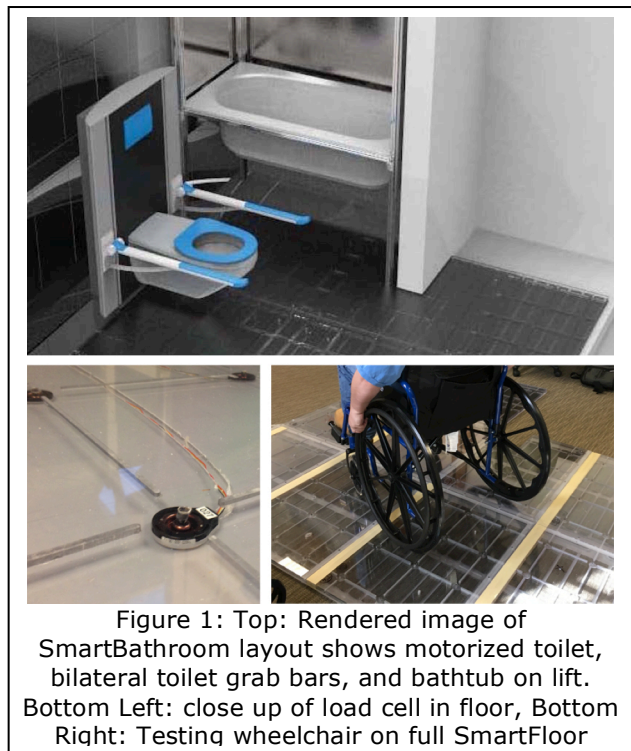 Figure 1: Top: Rendered image of
SmartBathroom layout shows motorized toilet,
bilateral toilet grab bars, and bathtub on lift.
Bottom Left: close up of load cell in floor, Bottom
Right: Testing wheelchair on full SmartFloor